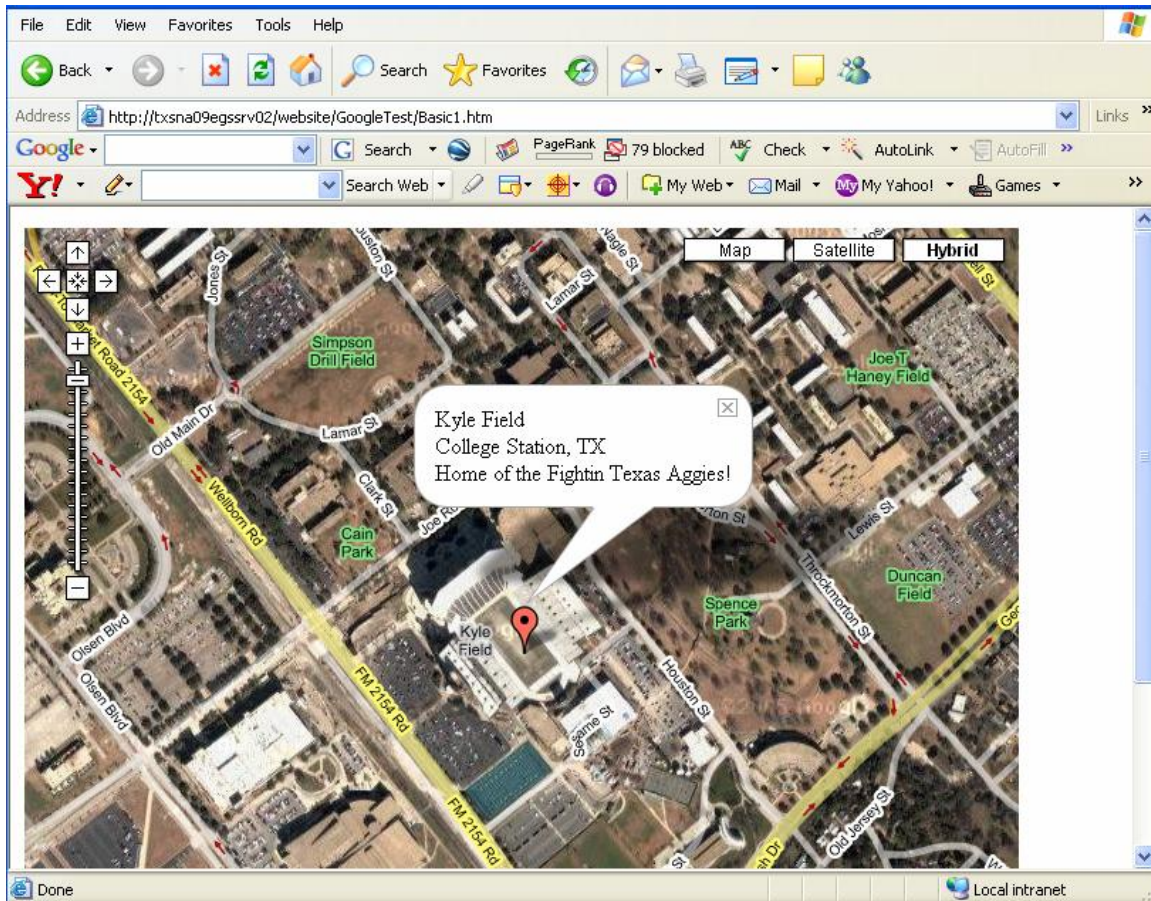 File Edit View Favorites Tools Help
Back Search Favorites
Address http://txsna09egssrv02/website/GoogleTest/Basic1.htm Links »
Google Search PageRank 79 blocked ABC Check AutoLink AutoFill »
Y! Search Web My Web Mail My My Yahoo! Games »
Map Satellite Hybrid
Jones St
Houston St
Nagle St
Lamar St
Simpson
Drill Field
Joe T
Haney Field
Old Main Dr
Lamar St
Kyle Field
College Station, TX
Home of the Fightin Texas Aggies!
Wellborn Rd
Clark St
Cain
Park
Lewis St
Throckmorton St
Duncan
Field
Spence
Park
Kyle
Field
Olsen Blvd
Olsen Blvd
FM 2154 Rd
Houston St
Sesame St
FM 2154 Rd
Old Jersey St
Done Local intranet